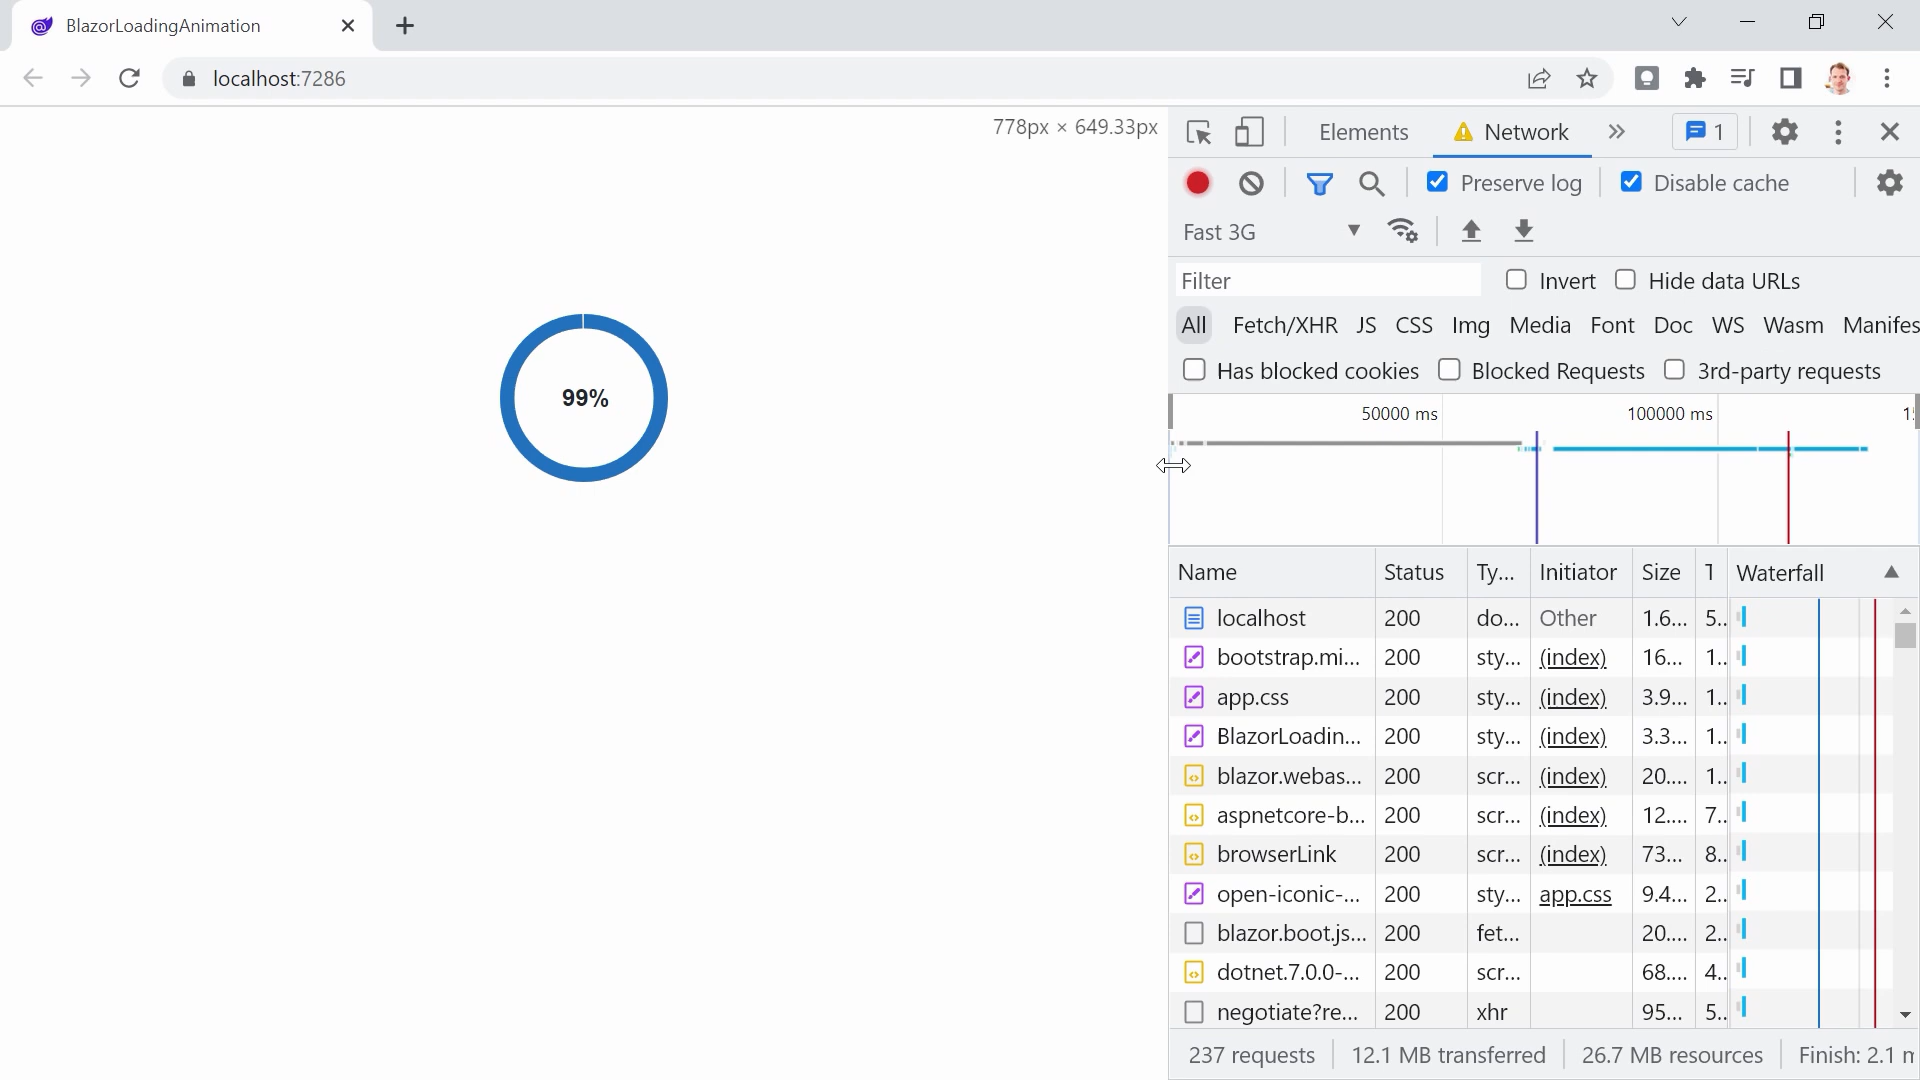 BlazorLoadingAnimation
localhost:7286
778px × 649.33px
99%
Elements Network 1
Preserve log Disable cache
Fast 3G
Filter Invert Hide data URLs
All Fetch/XHR JS CSS Img Media Font Doc WS Wasm Manifes
Has blocked cookies Blocked Requests 3rd-party requests
50000 ms 100000 ms
Name Status Ty... Initiator Size T Waterfall
localhost 200 do... Other 1.6... 5..
bootstrap.mi... 200 sty... (index) 16... 1..
app.css 200 sty... (index) 3.9... 1..
BlazorLoadin... 200 sty... (index) 3.3... 1..
blazor.webas... 200 scr... (index) 20.... 1..
aspnetcore-b... 200 scr... (index) 12.... 7..
browserLink 200 scr... (index) 73... 8..
open-iconic-... 200 sty... app.css 9.4... 2..
blazor.boot.js... 200 fet... 20.... 2..
dotnet.7.0.0-... 200 scr... 68.... 4..
negotiate?re... 200 xhr 95... 5..
237 requests 12.1 MB transferred 26.7 MB resources Finish: 2.1 m